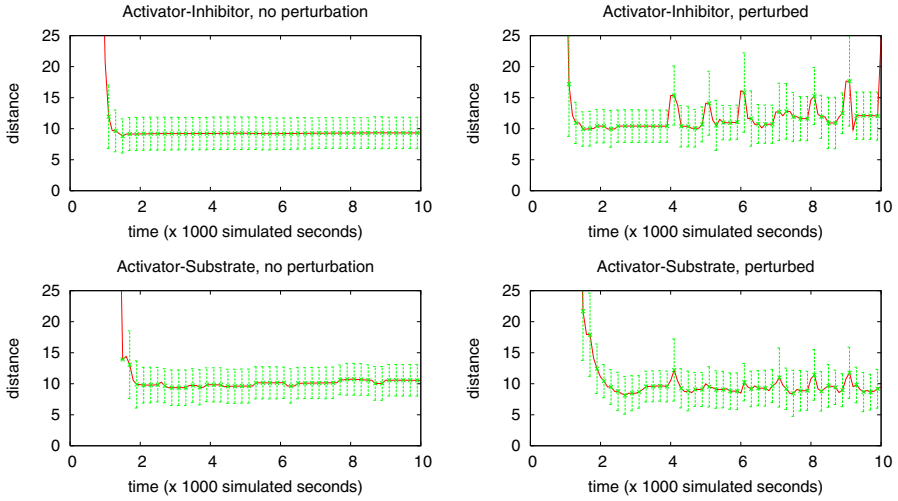 Activator-Inhibitor, no perturbation
25
20
15
10
5
0
distance
0 2 4 6 8 10
time (x 1000 simulated seconds)
Activator-Inhibitor, perturbed
25
20
15
10
5
0
distance
0 2 4 6 8 10
time (x 1000 simulated seconds)
Activator-Substrate, no perturbation
25
20
15
10
5
0
distance
0 2 4 6 8 10
time (x 1000 simulated seconds)
Activator-Substrate, perturbed
25
20
15
10
5
0
distance
0 2 4 6 8 10
time (x 1000 simulated seconds)